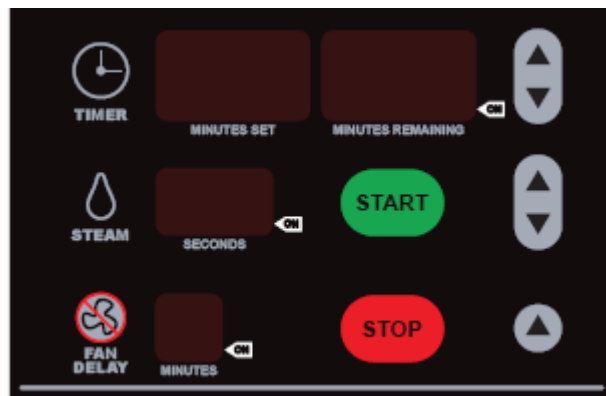 TIMER
MINUTES SET
MINUTES REMAINING
ON
STEAM
SECONDS
ON
START
FAN
DELAY
MINUTES
ON
STOP